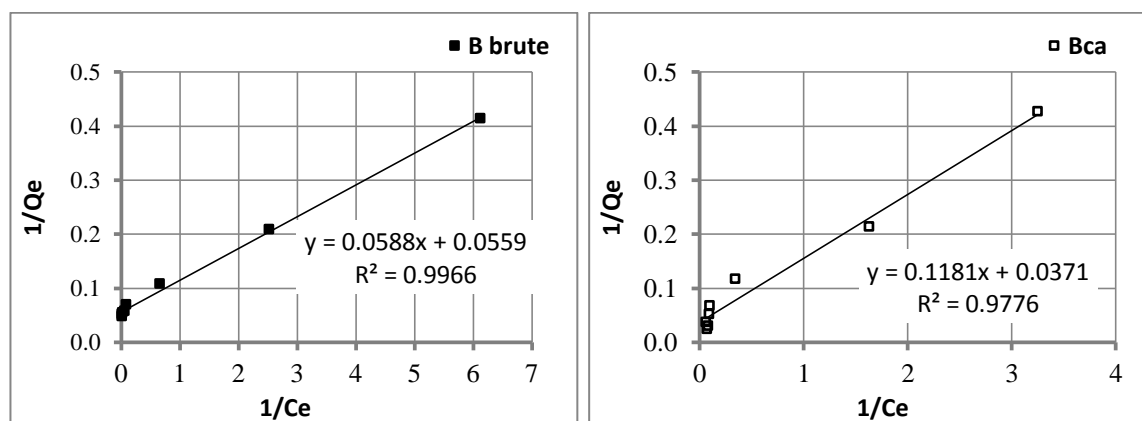 B brute
0.5
0.4
0.3
0.2
0.1
0.0
1/Qe
y = 0.0588x + 0.0559
R² = 0.9966
0 1 2 3 4 5 6 7
1/Ce
Bca
0.5
0.4
0.3
0.2
0.1
0.0
1/Qe
y = 0.1181x + 0.0371
R² = 0.9776
0 1 2 3 4
1/Ce